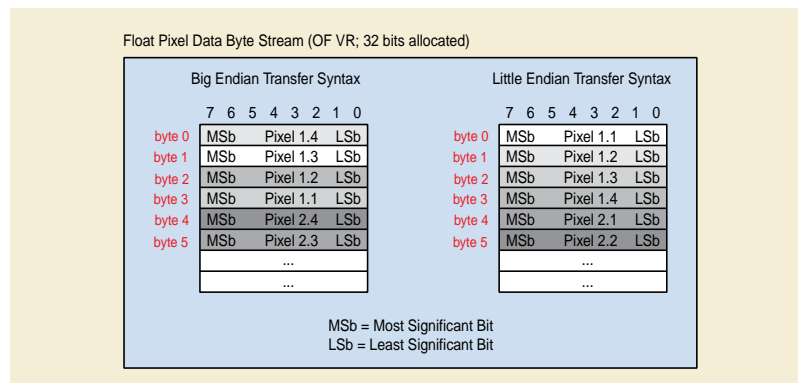 Float Pixel Data Byte Stream (OF VR; 32 bits allocated)
Big Endian Transfer Syntax
7 6 5 4 3 2 1 0
byte 0 MSb Pixel 1.4 LSb
byte 1 MSb Pixel 1.3 LSb
byte 2 MSb Pixel 1.2 LSb
byte 3 MSb Pixel 1.1 LSb
byte 4 MSb Pixel 2.4 LSb
byte 5 MSb Pixel 2.3 LSb
...
...
Little Endian Transfer Syntax
7 6 5 4 3 2 1 0
byte 0 MSb Pixel 1.1 LSb
byte 1 MSb Pixel 1.2 LSb
byte 2 MSb Pixel 1.3 LSb
byte 3 MSb Pixel 1.4 LSb
byte 4 MSb Pixel 2.1 LSb
byte 5 MSb Pixel 2.2 LSb
...
...
MSb = Most Significant Bit
LSb = Least Significant Bit